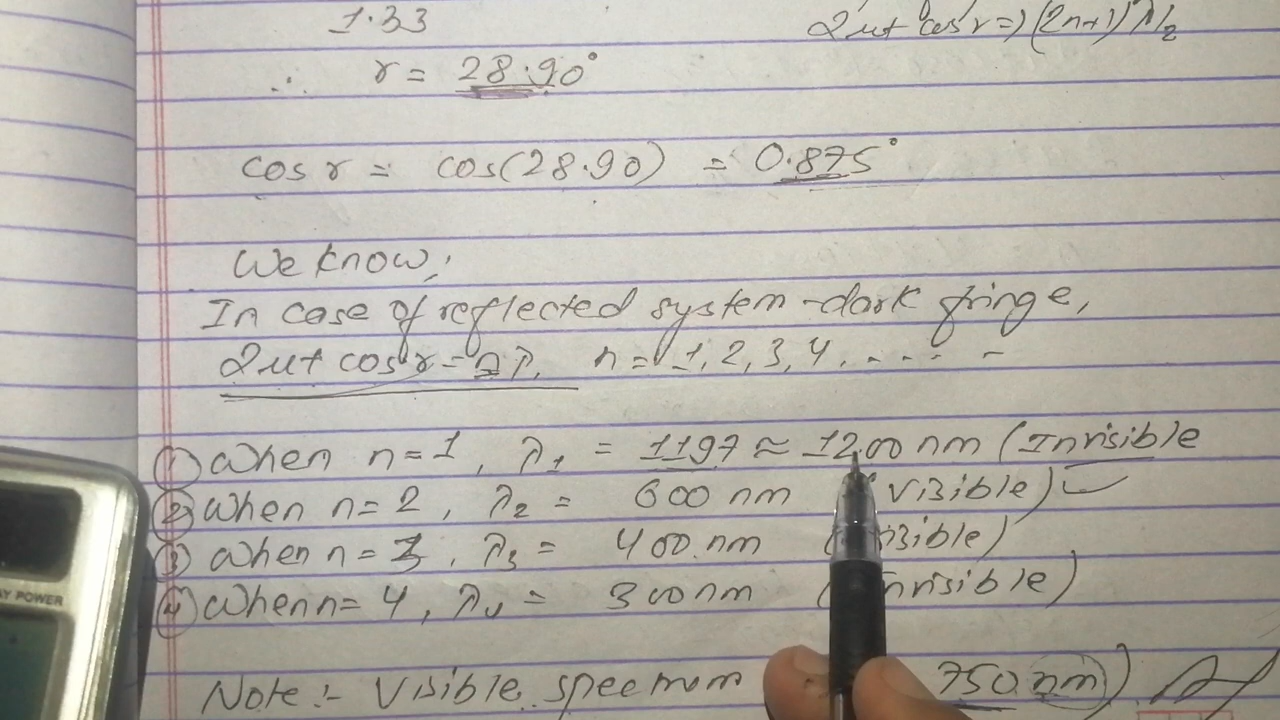 1.33
2μt cos r => (2n+1) λ/2
∴ r = 28.90°
cos r = cos(28.90) = 0.875°
We know,
In case of reflected system - dark fringe,
2μt cos r = nλ, n = 1, 2, 3, 4 . - - - -
① When n = 1, λ₁ = 1197 ≈ 1200 nm (Invisible
② When n = 2, λ₂ = 600 nm (Visible) ✓
③ When n = 3, λ₃ = 400 nm
④ When n = 4, λ₄ = 300 nm
AY POWER
Note :- Visible spectrum 750 nm)